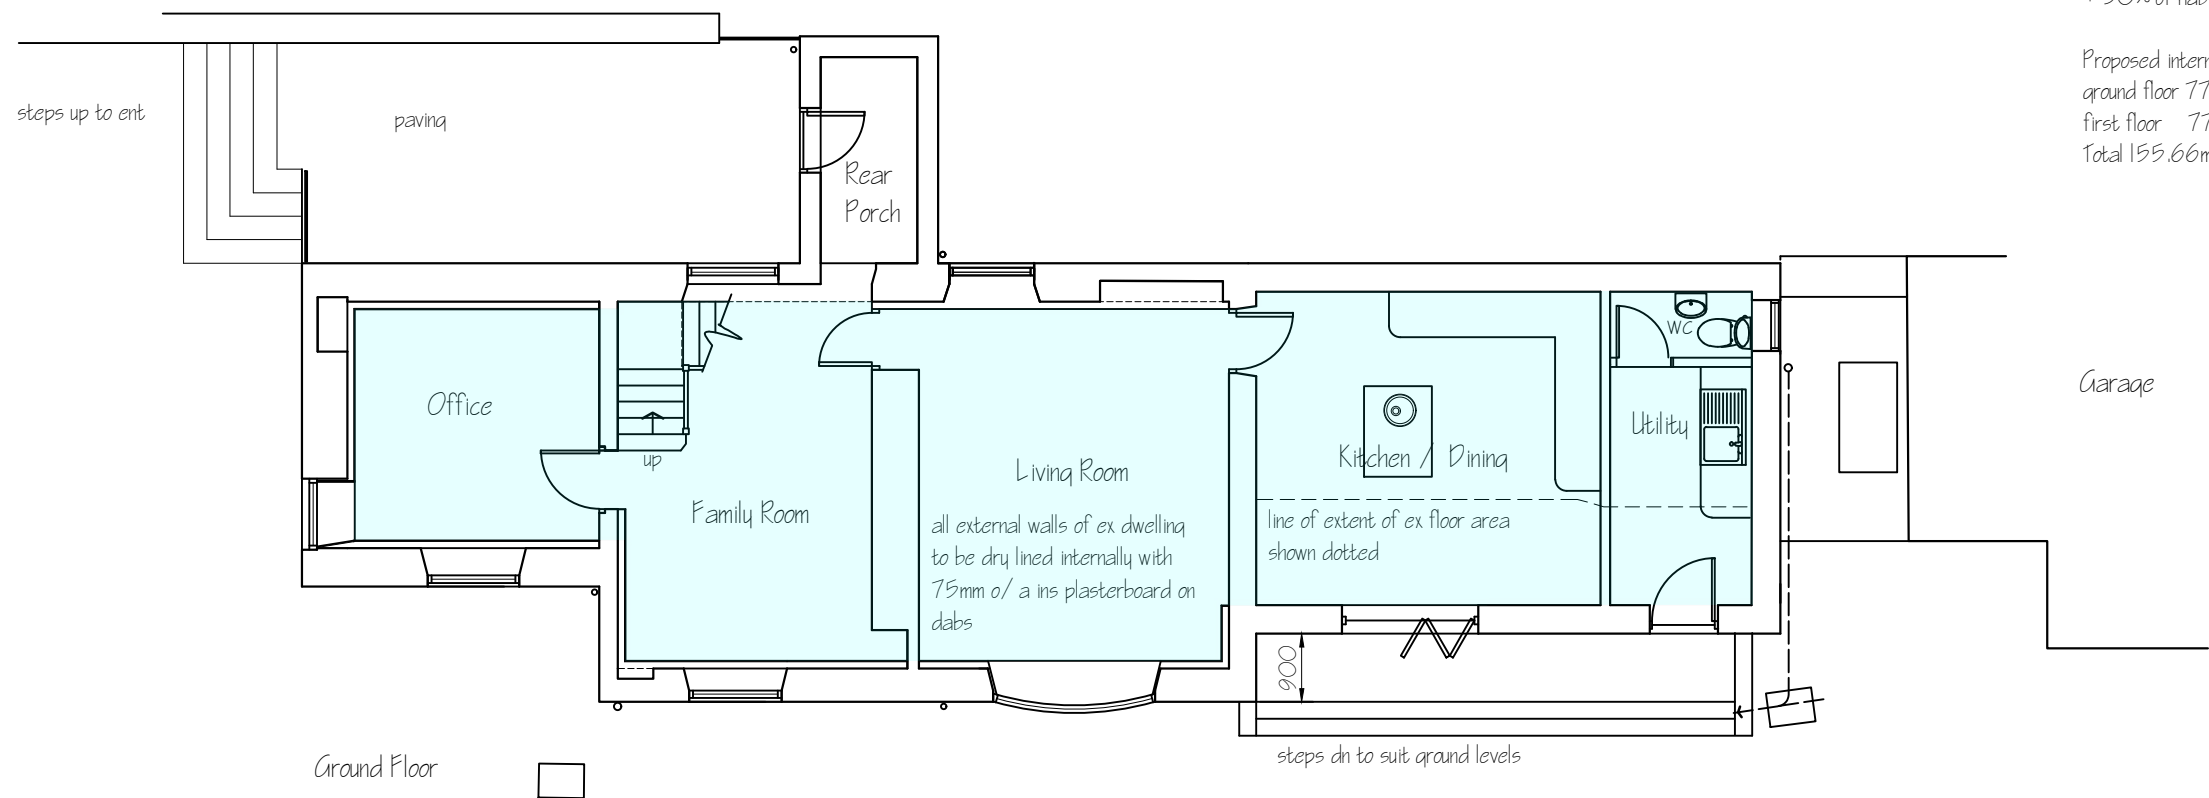 Proposed
ground floor 77
first floor 77
Total 155.66m
steps up to ent
paving
Rear
Porch
Office
up
Family Room
Living Room
all external walls of ex dwelling
to be dry lined internally with
75mm o/ a ins plasterboard on
dabs
Kitchen / Dining
line of extent of ex floor area
shown dotted
WC
Utility
Garage
900
steps dn to suit ground levels
Ground Floor